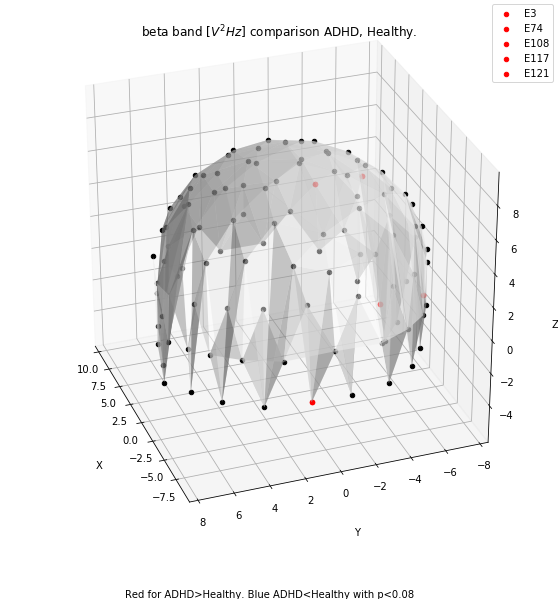 beta band [V²Hz] comparison ADHD, Healthy.
E3
E74
E108
E117
E121
8
6
4
2
0
−2
−4
Z
10.0
7.5
5.0
2.5
0.0
−2.5
−5.0
−7.5
X
8
6
4
2
0
−2
−4
−6
−8
Y
Red for ADHD>Healthy. Blue ADHD<Healthy with p<0.08